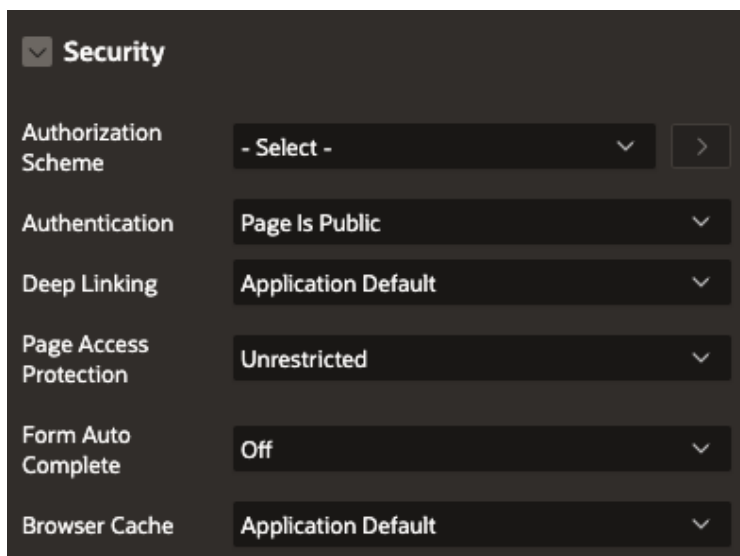 Security
Authorization
Scheme
- Select -
Authentication
Page Is Public
Deep Linking
Application Default
Page Access
Protection
Unrestricted
Form Auto
Complete
Off
Browser Cache
Application Default